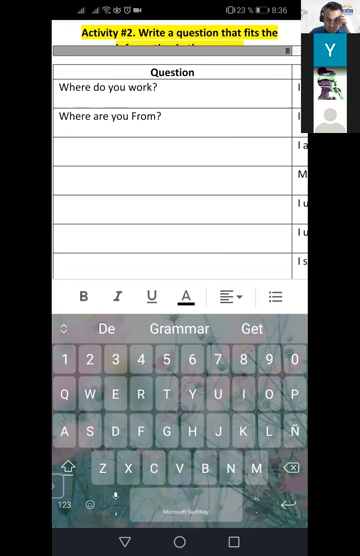 8:36
23 %
Activity #2. Write a question that fits the
Question
Where do you work?
I
Where are you From?
I
I a
M
I u
I u
I s
Y
B I U A
De Grammar Get
1 2 3 4 5 6 7 8 9 0
Q W E R T Y U I O P
A S D F G H J K L Ñ
Z X C V B N M
123
Microsoft SwiftKey